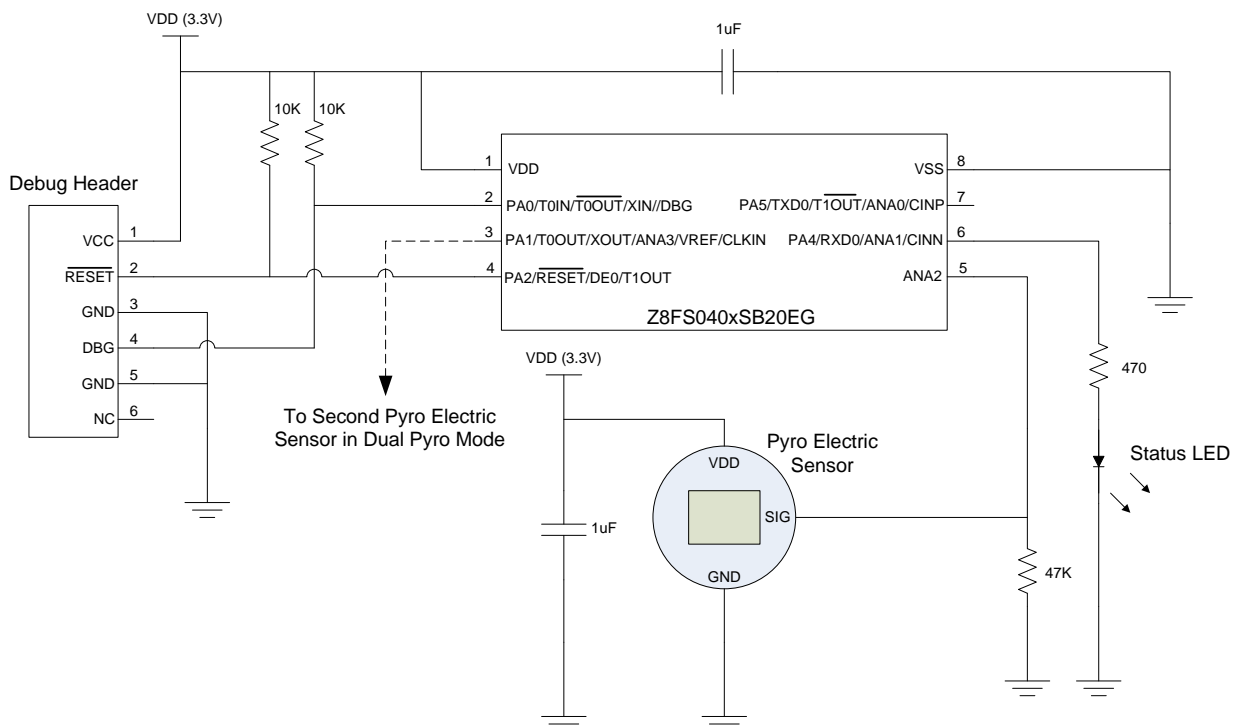 VDD (3.3V)
1uF
10K
10K
Debug Header
VCC
1
RESET
2
GND
3
DBG
4
GND
5
NC
6
1
VDD
2
PA0/T0IN/T0OUT/XIN//DBG
3
PA1/T0OUT/XOUT/ANA3/VREF/CLKIN
4
PA2/RESET/DE0/T1OUT
VSS
8
PA5/TXD0/T1OUT/ANA0/CINP
7
PA4/RXD0/ANA1/CINN
6
ANA2
5
Z8FS040xSB20EG
To Second Pyro Electric
Sensor in Dual Pyro Mode
VDD (3.3V)
1uF
Pyro Electric
Sensor
VDD
SIG
GND
470
Status LED
47K